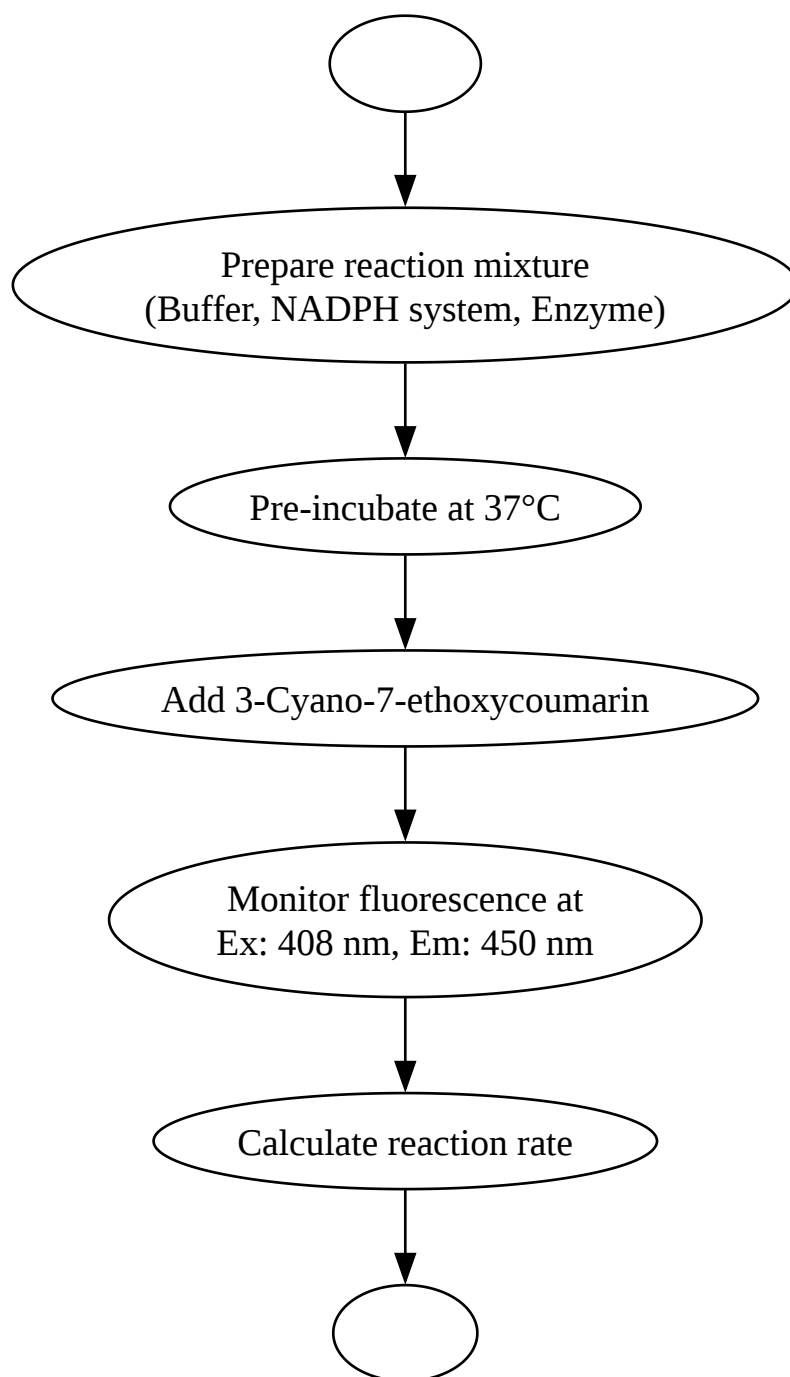 Prepare reaction mixture
(Buffer, NADPH system, Enzyme)
Pre-incubate at 37°C
Add 3-Cyano-7-ethoxycoumarin
Monitor fluorescence at
Ex: 408 nm, Em: 450 nm
Calculate reaction rate